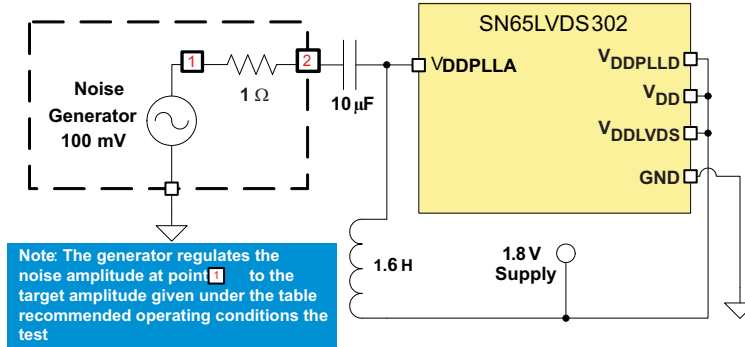 SN65LVDS302
1
2
VDDPLLA
VDDPLLD
VDD
VDDLVDS
GND
Noise
Generator
100 mV
1 Ω
10 µF
1.6 H
1.8 V
Supply
Note: The generator regulates the
noise amplitude at point 1 to the
target amplitude given under the table
recommended operating conditions the
test